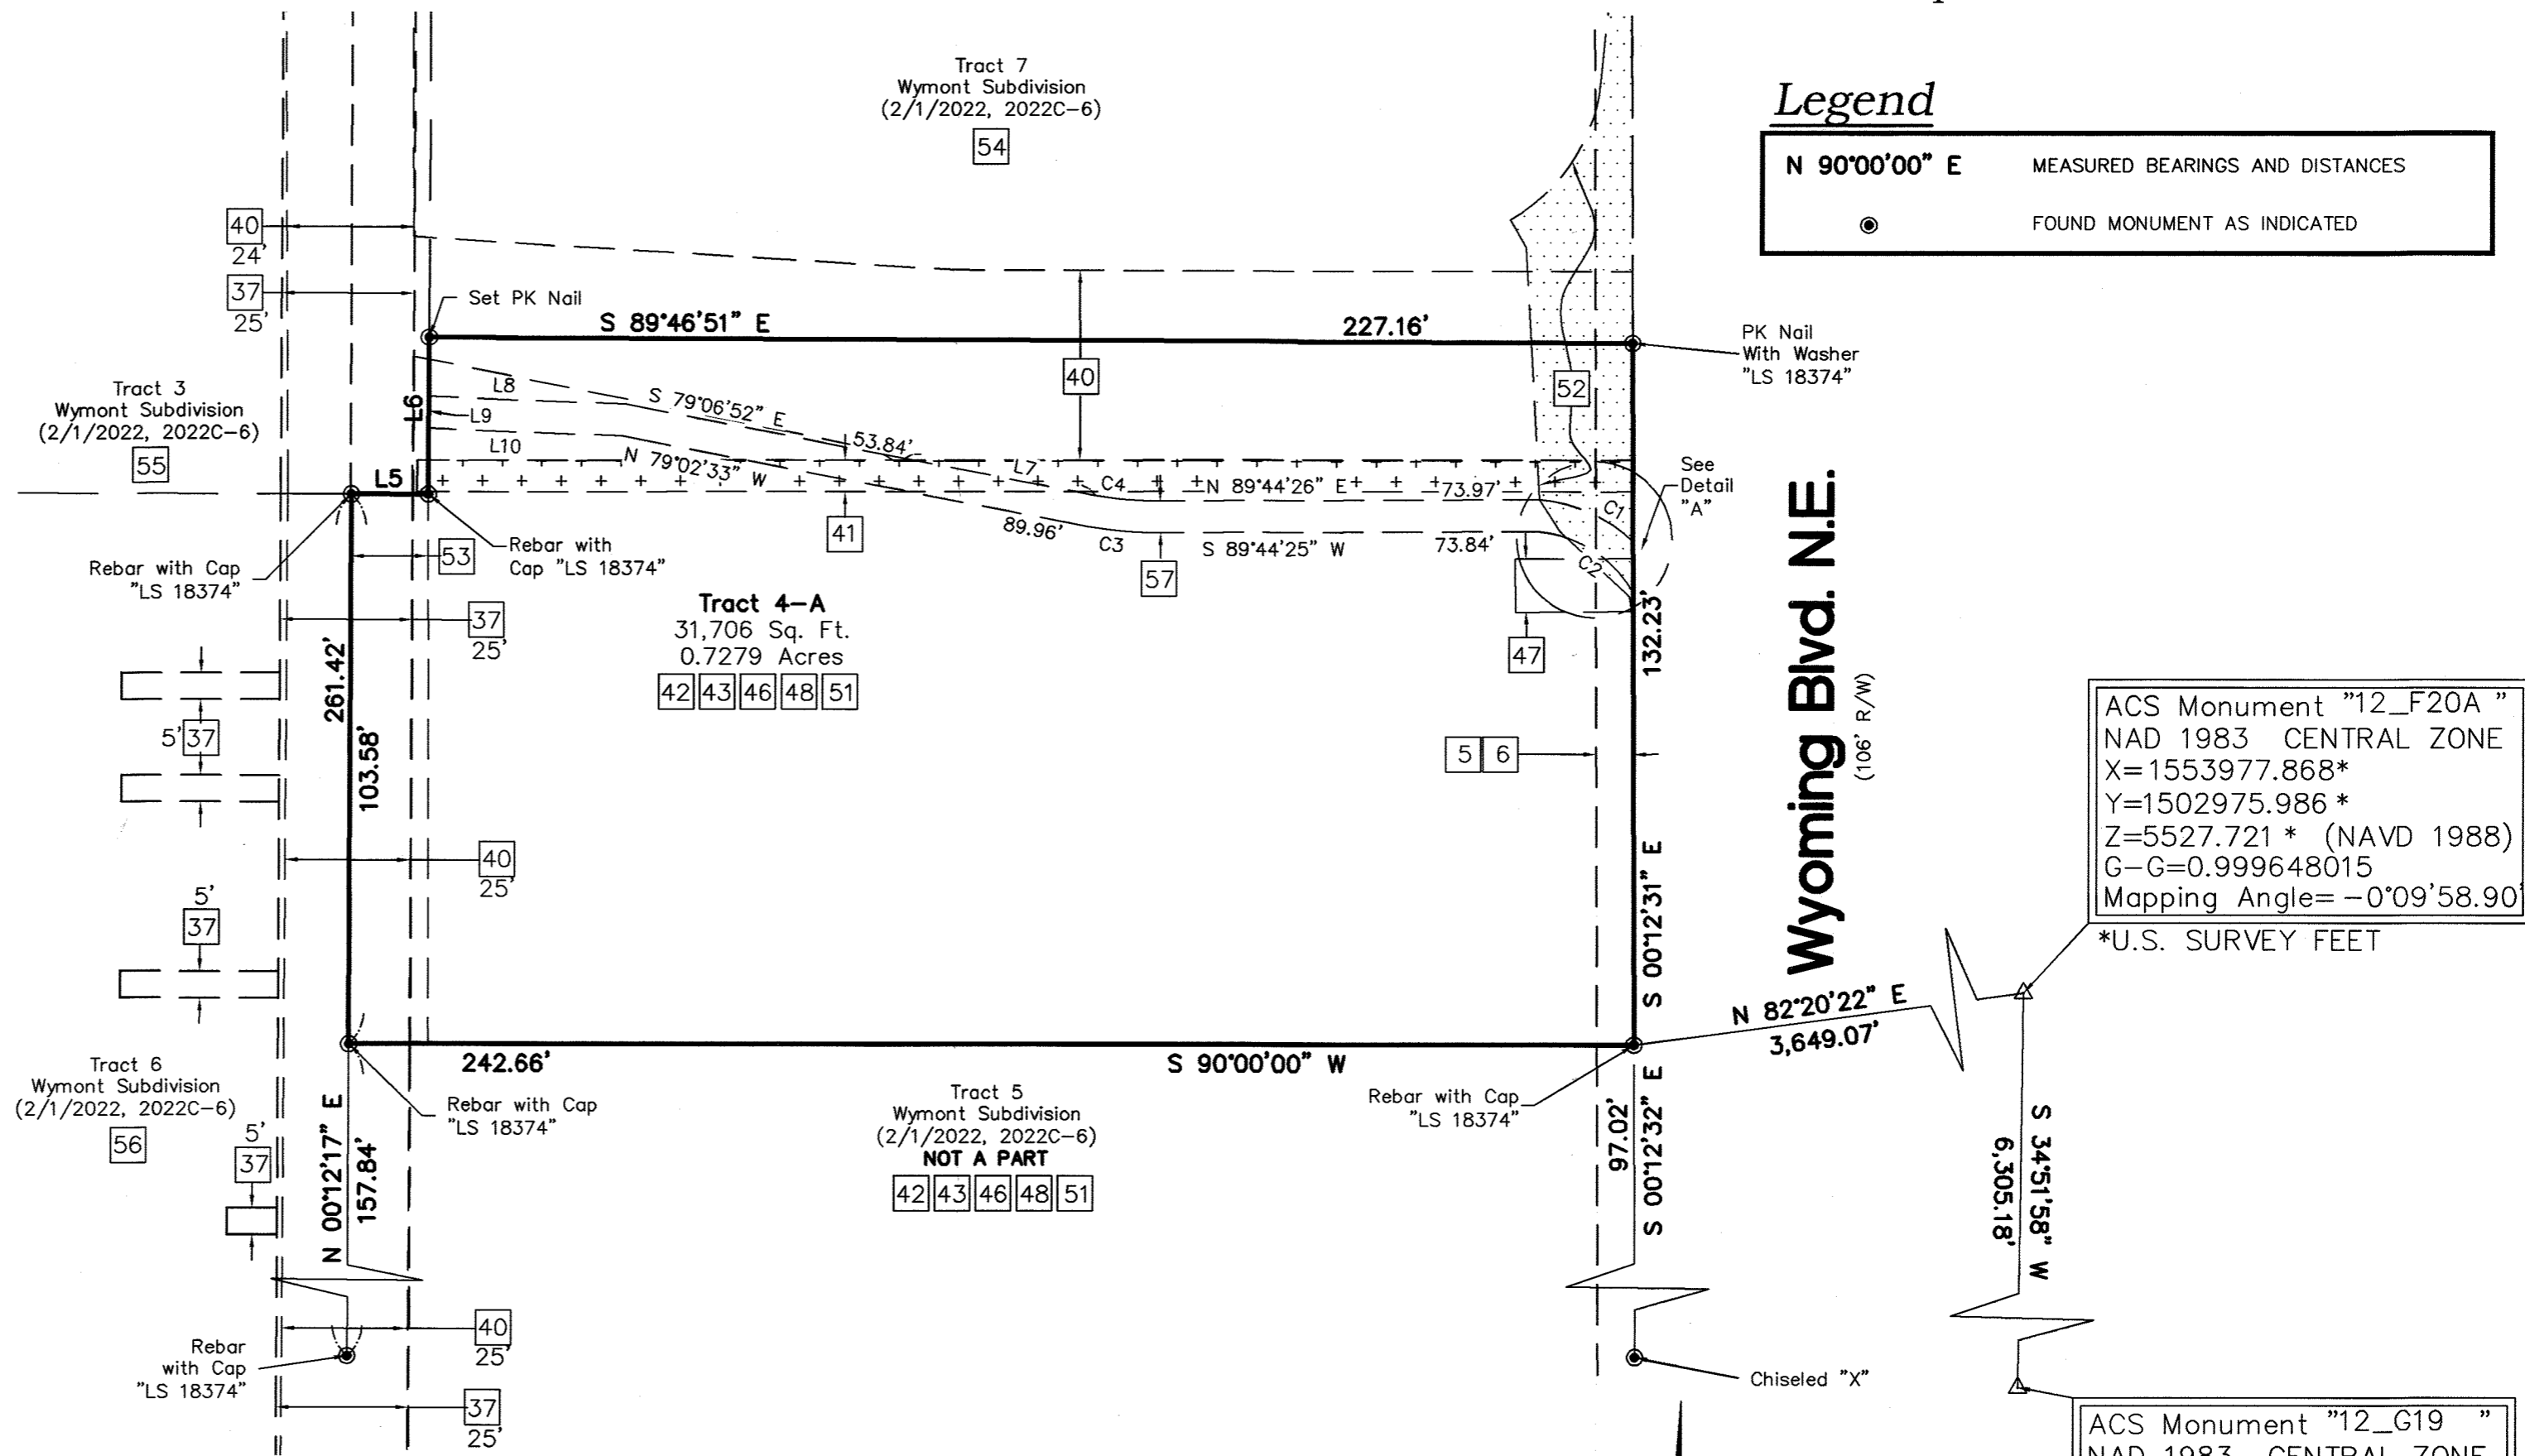 Tract 7
Wymont Subdivision
(2/1/2022, 2022C-6)
54
Legend
N 90°00'00" E MEASURED BEARINGS AND DISTANCES
FOUND MONUMENT AS INDICATED
40
24'
37
25'
Set PK Nail
S 89°46'51" E
227.16'
PK Nail
With Washer
"LS 18374"
Tract 3
Wymont Subdivision
(2/1/2022, 2022C-6)
55
L6
L8
L9
L10
S 79°06'52" E
53.84'
N 79°02'33" W
89.96'
40
52
L5
L7
C4
N 89°44'26" E
73.97'
C1
See
Detail
"A"
41
C3
S 89°44'25" W
73.84'
C2
57
47
Rebar with Cap
"LS 18374"
53
Rebar with
Cap "LS 18374"
37
25'
Tract 4-A
31,706 Sq. Ft.
0.7279 Acres
42 43 46 48 51
261.42'
103.58'
132.23'
S 00°12'31" E
5 6
Wyoming Blvd. N.E.
(106' R/W)
5' 37
40
25'
5'
37
ACS Monument "12_F20A "
NAD 1983 CENTRAL ZONE
X=1553977.868*
Y=1502975.986 *
Z=5527.721 * (NAVD 1988)
G-G=0.999648015
Mapping Angle= -0°09'58.90
*U.S. SURVEY FEET
N 82°20'22" E
3,649.07'
242.66'
S 90°00'00" W
Tract 6
Wymont Subdivision
(2/1/2022, 2022C-6)
56
5'
37
N 00°12'17" E
157.84'
Rebar with Cap
"LS 18374"
Tract 5
Wymont Subdivision
(2/1/2022, 2022C-6)
NOT A PART
42 43 46 48 51
Rebar with Cap
"LS 18374"
97.02'
S 00°12'32" E
S 34°51'58" W
6,305.18'
Rebar
with Cap
"LS 18374"
40
25'
37
25'
Chiseled "X"
ACS Monument "12_G19 "
NAD 1983 CENTRAL ZONE